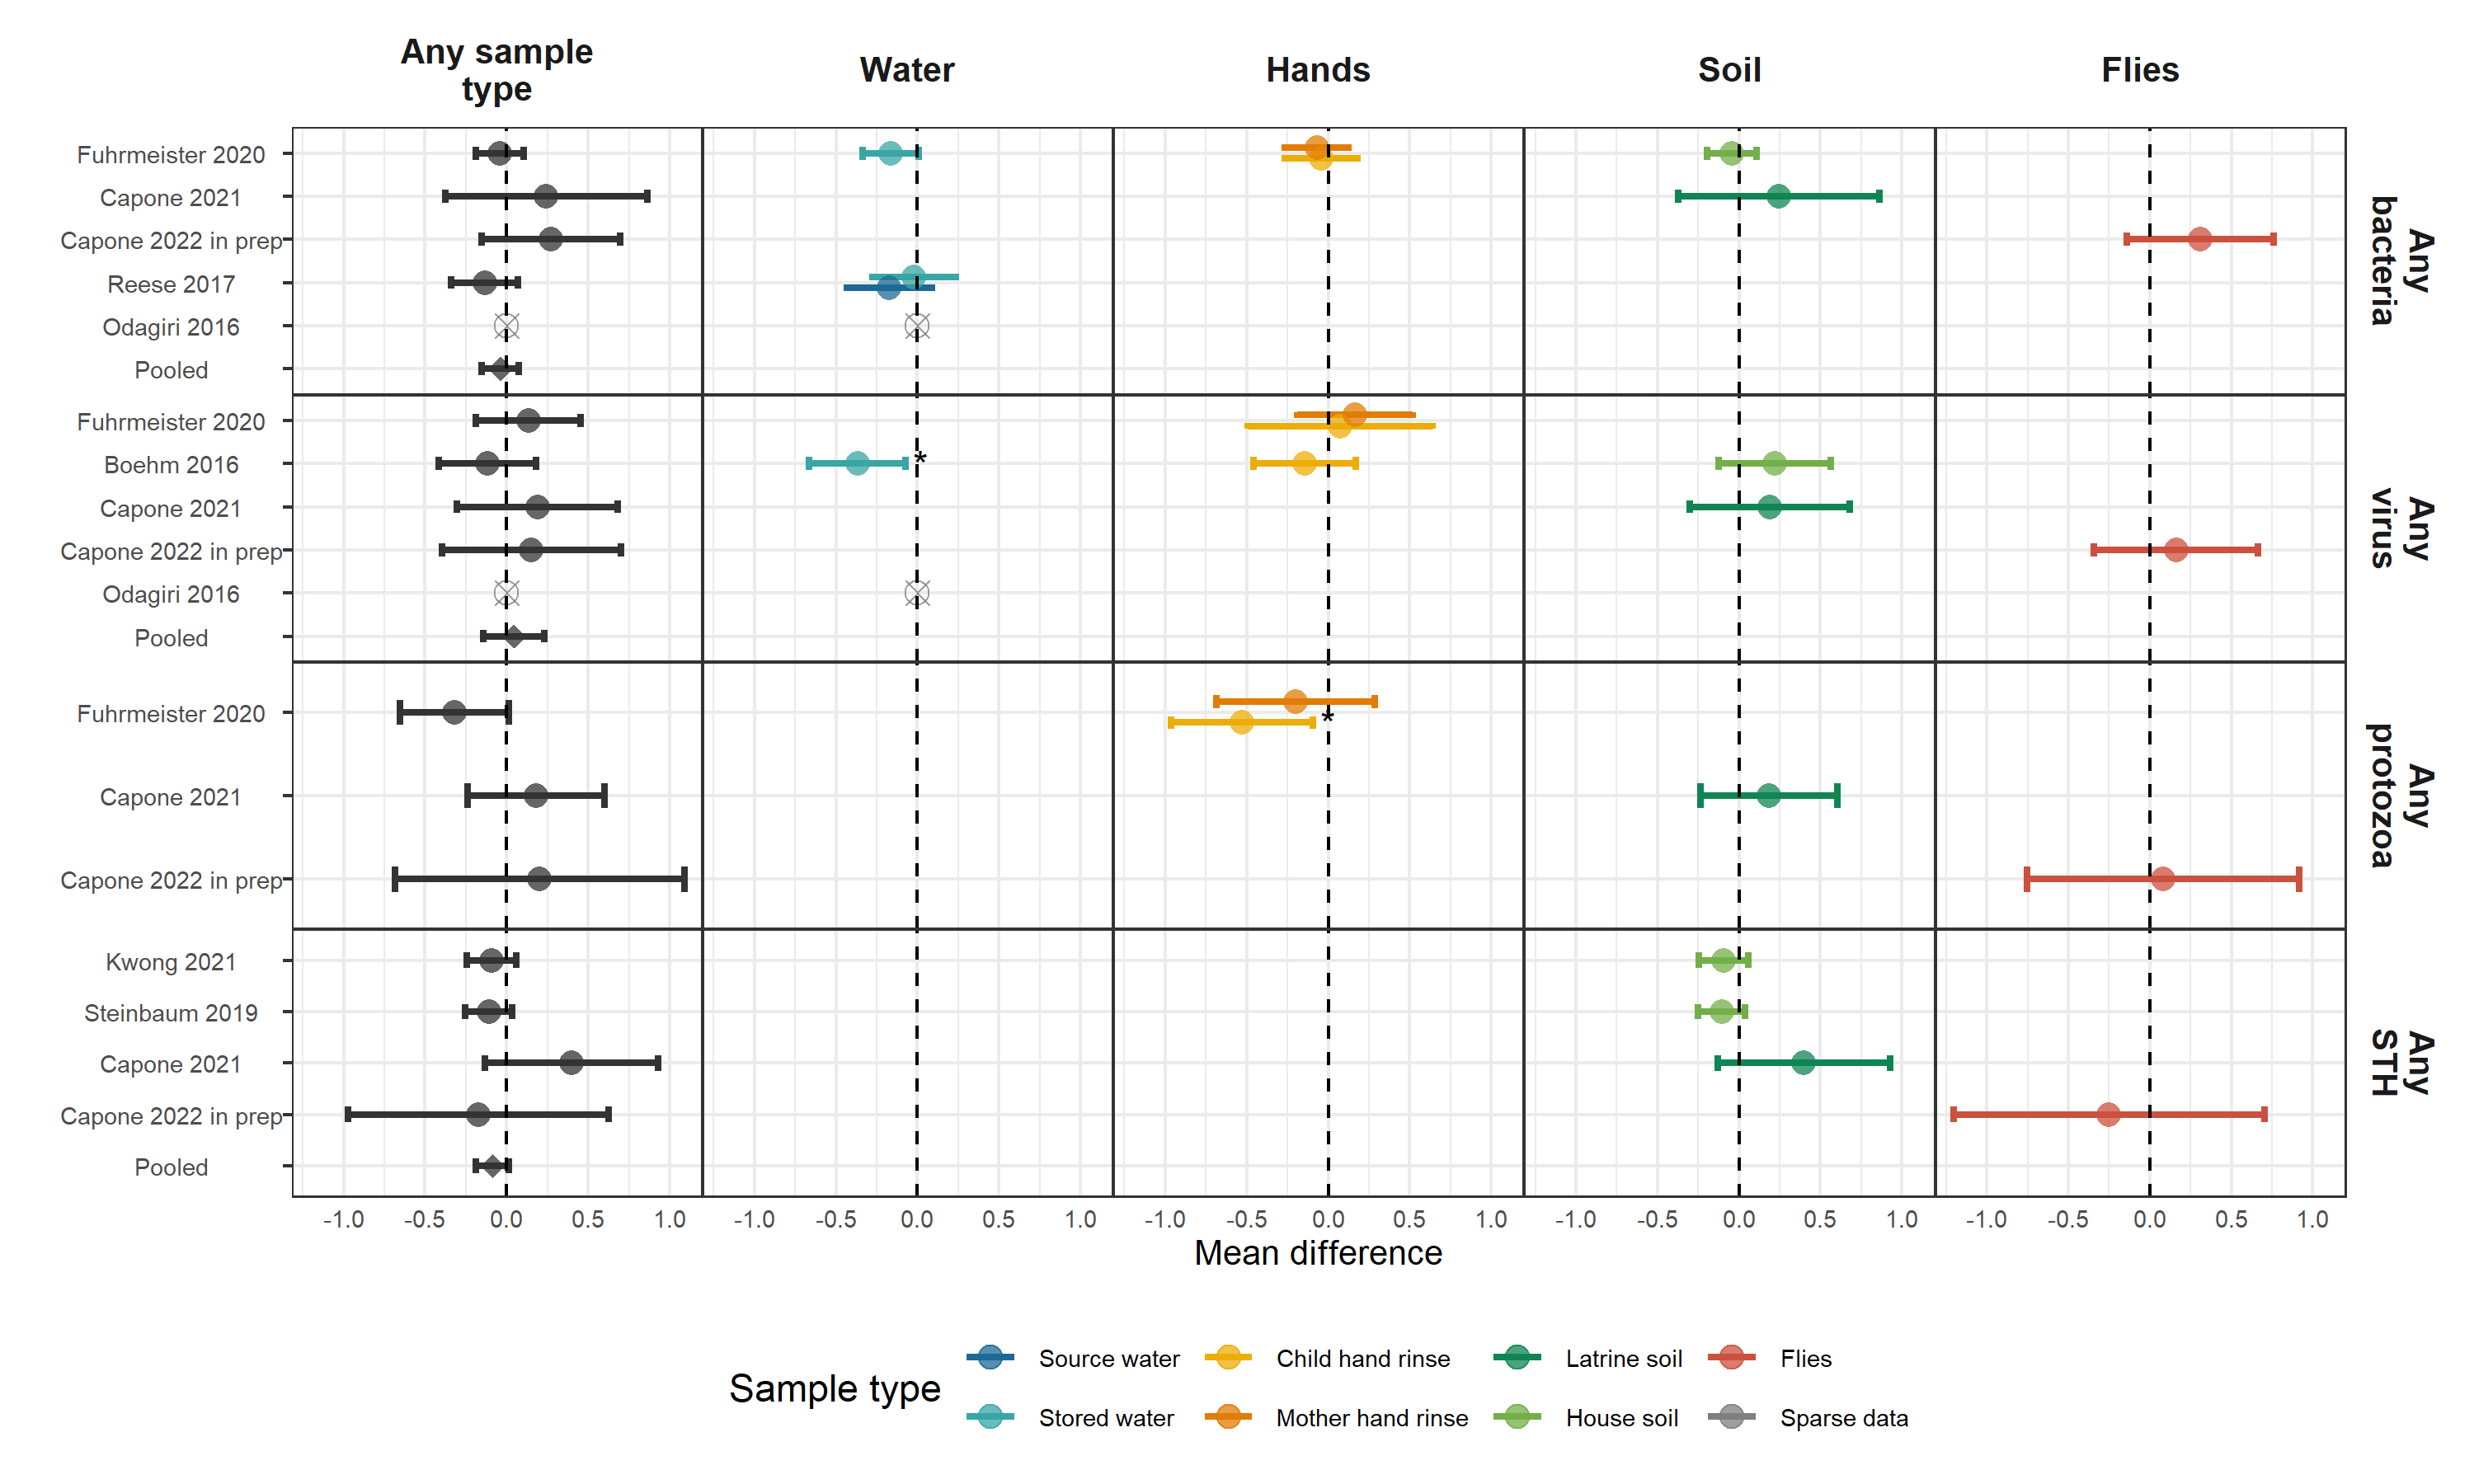 Any sample
type
Water
Hands
Soil
Flies
Fuhrmeister 2020
Capone 2021
Capone 2022 in prep
Reese 2017
Odagiri 2016
Pooled
Any
bacteria
Fuhrmeister 2020
Boehm 2016
*
Capone 2021
Capone 2022 in prep
Odagiri 2016
Pooled
Any
virus
Fuhrmeister 2020
*
Capone 2021
Capone 2022 in prep
Any
protozoa
Kwong 2021
Steinbaum 2019
Capone 2021
Capone 2022 in prep
Pooled
Any
STH
-1.0 -0.5 0.0 0.5 1.0 -1.0 -0.5 0.0 0.5 1.0 -1.0 -0.5 0.0 0.5 1.0 -1.0 -0.5 0.0 0.5 1.0 -1.0 -0.5 0.0 0.5 1.0
Mean difference
Sample type
Source water Child hand rinse Latrine soil Flies
Stored water Mother hand rinse House soil Sparse data